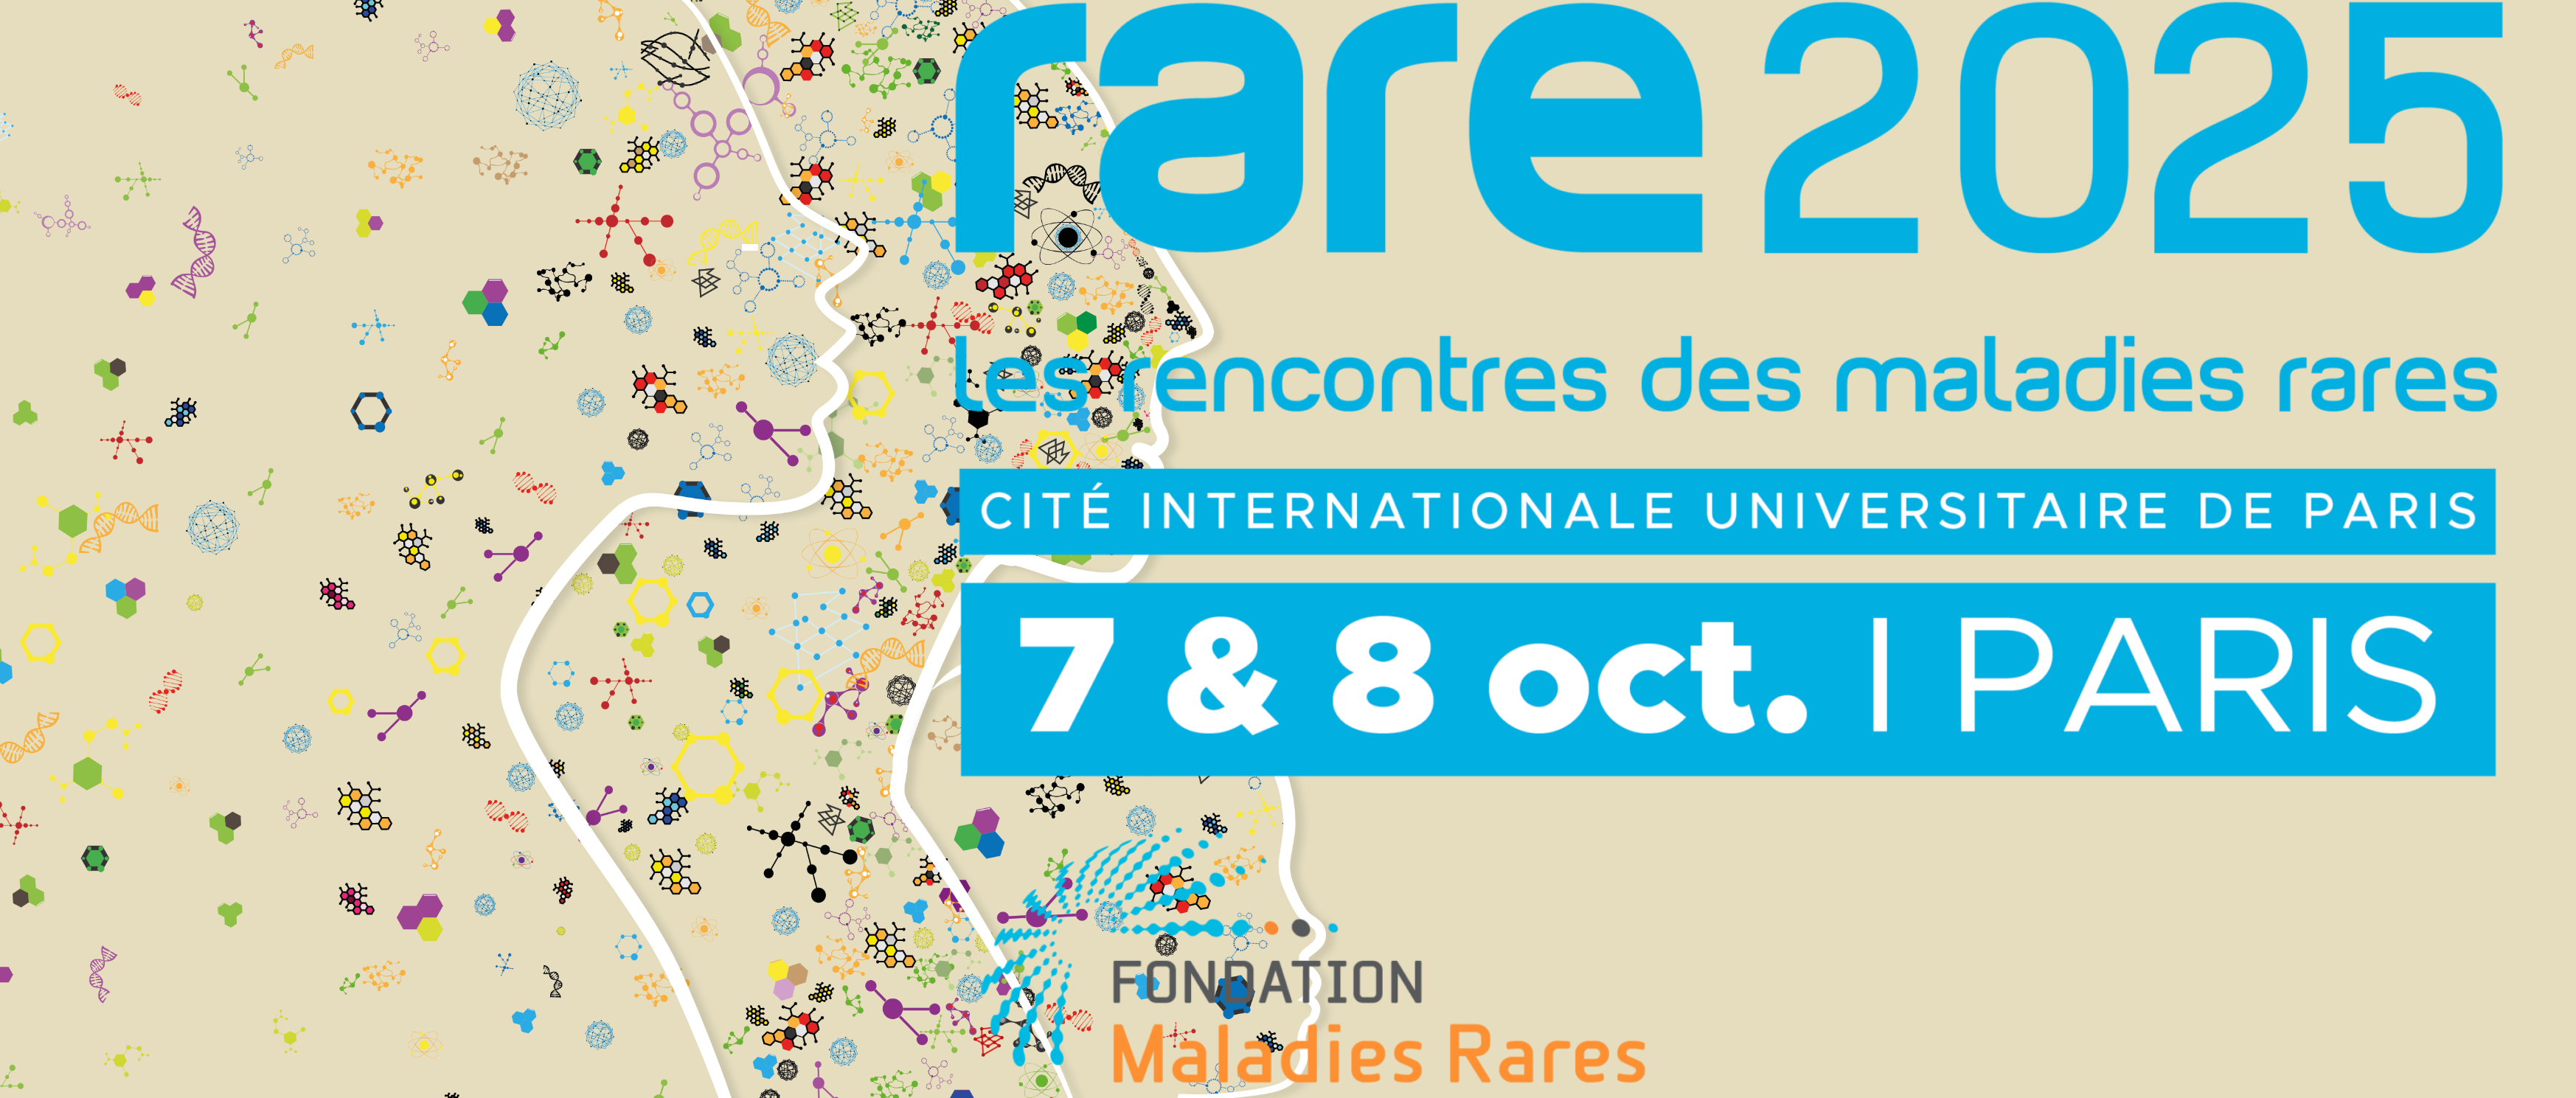 rare 2025
les rencontres des maladies rares
CITÉ INTERNATIONALE UNIVERSITAIRE DE PARIS
7 & 8 oct. | PARIS
FONDATION
Maladies Rares